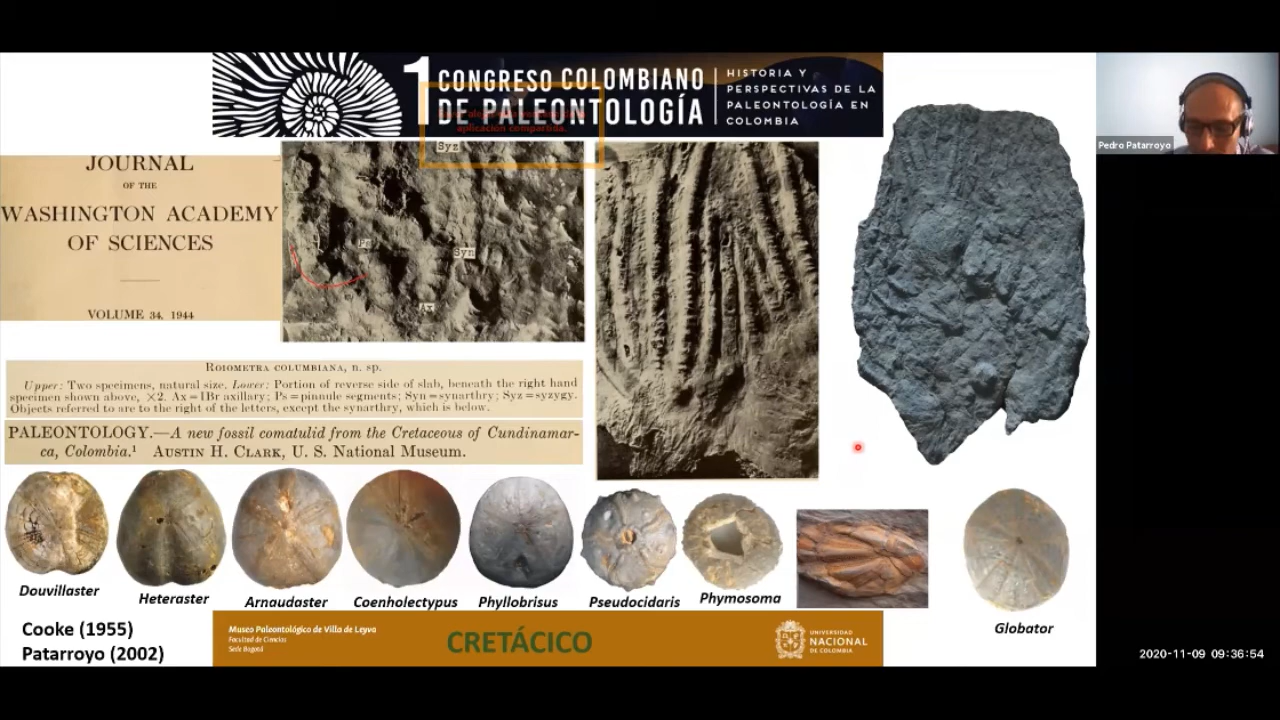 1 CONGRESO COLOMBIANO
DE PALEONTOLOGÍA
HISTORIA Y
PERSPECTIVAS DE LA
PALEONTOLOGÍA EN
COLOMBIA
aplicación compartida.
Pedro Patarroyo
JOURNAL
OF THE
WASHINGTON ACADEMY
OF SCIENCES
VOLUME 34, 1944
Syz
Ps
Syn
Ax
ROIOMETRA COLUMBIANA, n. sp.
Upper: Two specimens, natural size. Lower: Portion of reverse side of slab, beneath the right hand
specimen shown above, ×2. Ax=IBr axillary; Ps=pinnule segments; Syn=synarthry; Syz=syzygy.
Objects referred to are to the right of the letters, except the synarthry, which is below.
PALEONTOLOGY.—A new fossil comatulid from the Cretaceous of Cundinamar-
ca, Colombia.¹ AUSTIN H. CLARK, U. S. National Museum.
Douvillaster
Heteraster
Arnaudaster
Coenholectypus
Phyllobrisus
Pseudocidaris
Phymosoma
Globator
Cooke (1955)
Patarroyo (2002)
Museo Paleontológico de Villa de Leyva
Facultad de Ciencias
Sede Bogotá
CRETÁCICO
UNIVERSIDAD
NACIONAL
DE COLOMBIA
2020-11-09 09:36:54